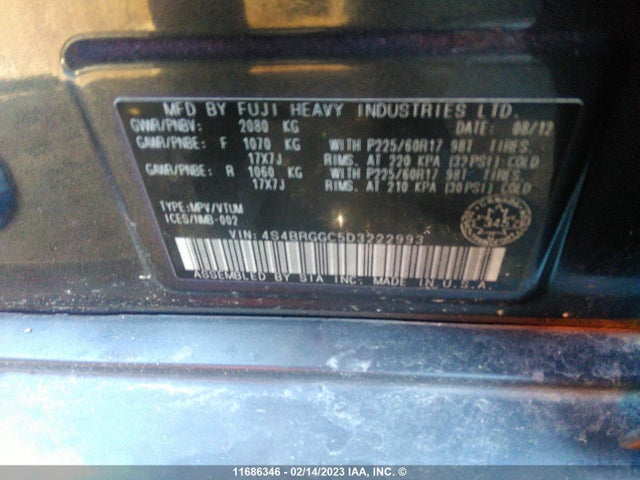 MFD BY FUJI HEAVY INDUSTRIES LTD.
GVWR/PNBV: 2080 KG DATE: 08/12
GAWR/PNBE: F 1070 KG WITH P225/60R17 98T TIRES,
17X7J RIMS, AT 220 KPA (32PSI) COLD
GAWR/PNBE: R 1060 KG WITH P225/60R17 98T TIRES,
17X7J RIMS, AT 210 KPA (30PSI) COLD
TYPE:MPV/VTUM
ICES/NMB-002
VIN: 4S4BRGGC5D3222993
ASSEMBLED BY SIA INC. MADE IN U.S.A.
11686346 - 02/14/2023 IAA, INC. ©